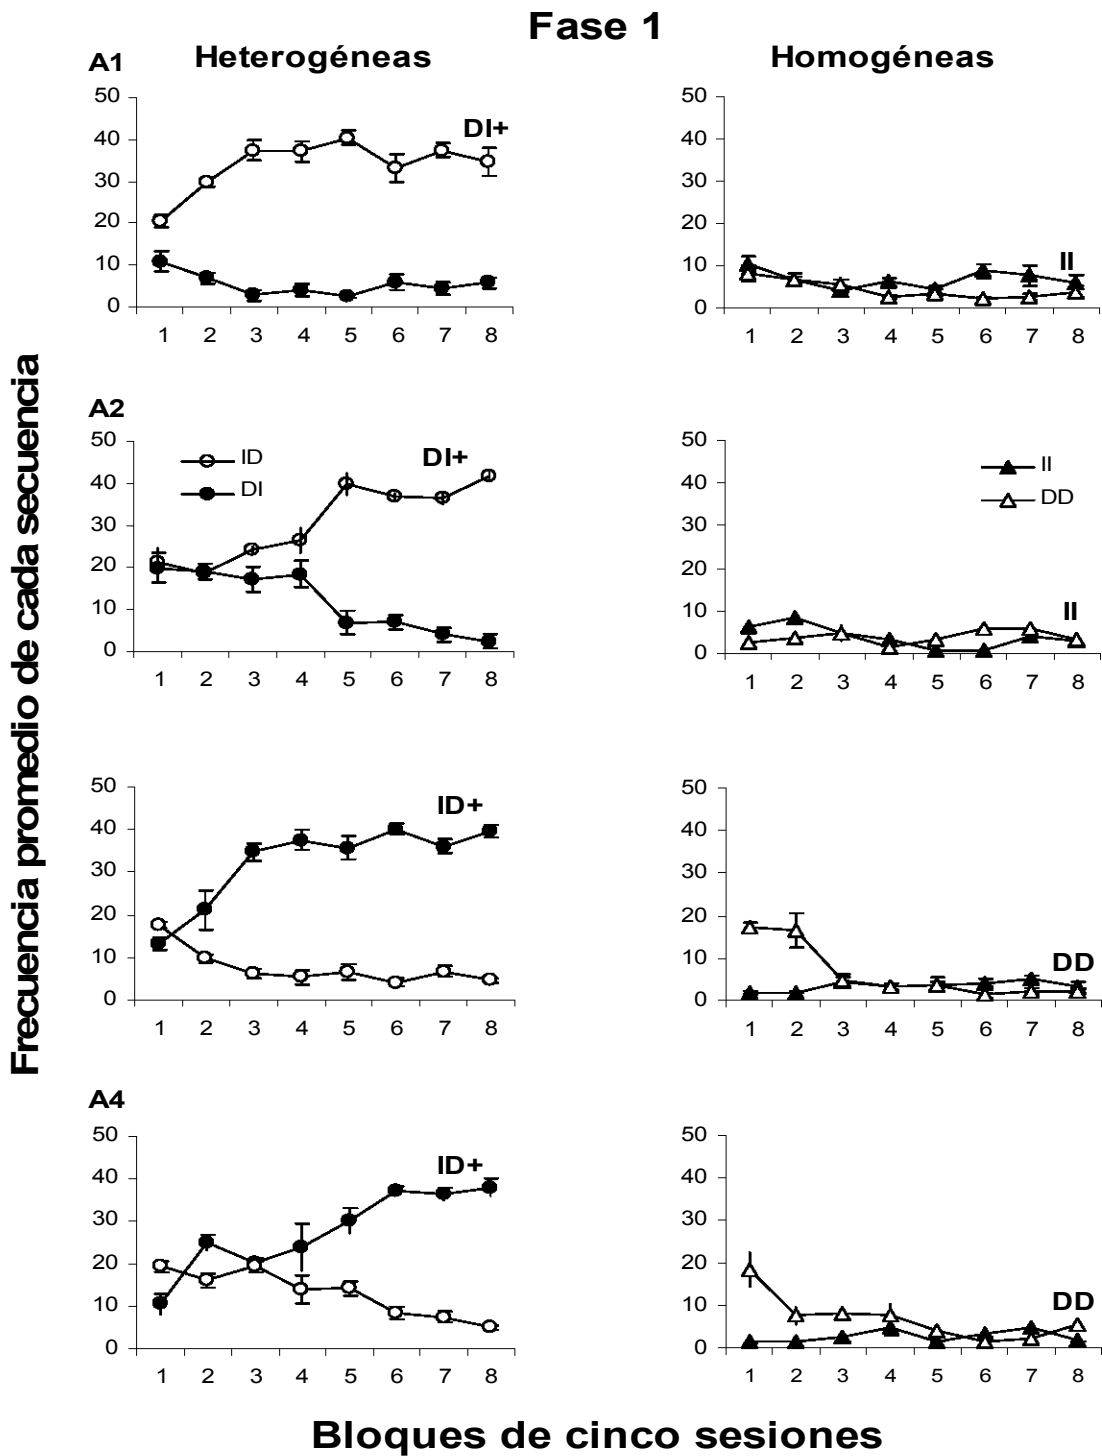 Fase 1
Heterogéneas
Homogéneas
Frecuencia promedio de cada secuencia
A1
50
40
30
20
10
0
DI+
1 2 3 4 5 6 7 8
50
40
30
20
10
0
II
1 2 3 4 5 6 7 8
A2
50
40
30
20
10
0
ID
DI
DI+
1 2 3 4 5 6 7 8
50
40
30
20
10
0
II
DD
II
1 2 3 4 5 6 7 8
50
40
30
20
10
0
ID+
1 2 3 4 5 6 7 8
50
40
30
20
10
0
DD
1 2 3 4 5 6 7 8
A4
50
40
30
20
10
0
ID+
1 2 3 4 5 6 7 8
50
40
30
20
10
0
DD
1 2 3 4 5 6 7 8
Bloques de cinco sesiones